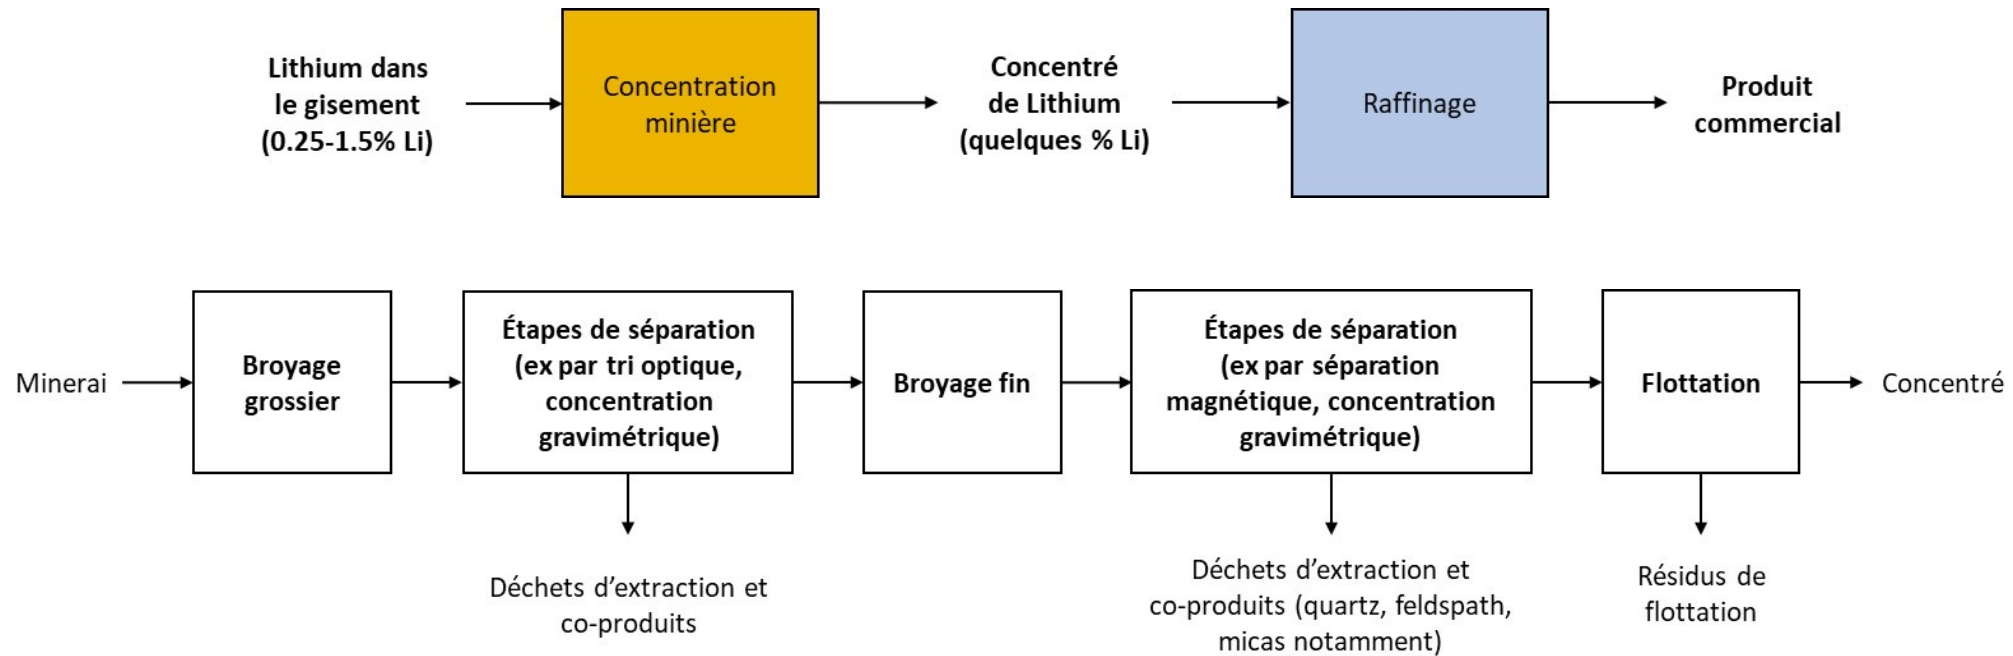 Lithium dans
le gisement
(0.25-1.5% Li)
Concentration
minière
Concentré
de Lithium
(quelques % Li)
Raffinage
Produit
commercial
Minerai
Broyage
grossier
Étapes de séparation
(ex par tri optique,
concentration
gravimétrique)
Broyage fin
Étapes de séparation
(ex par séparation
magnétique, concentration
gravimétrique)
Flottation
Concentré
Déchets d’extraction et
co-produits
Déchets d’extraction et
co-produits (quartz, feldspath,
micas notamment)
Résidus de
flottation